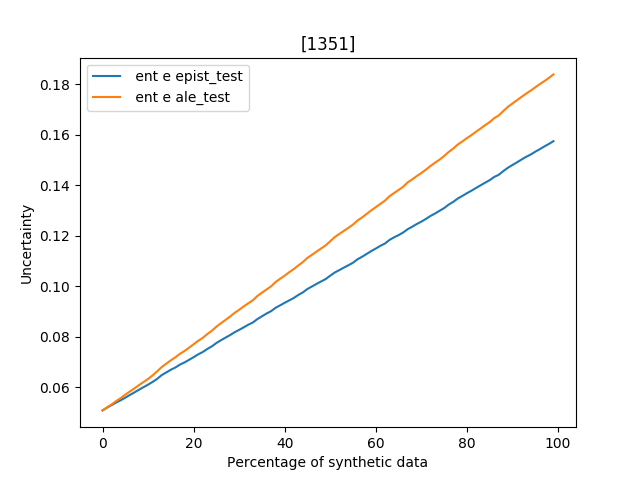 [1351]
ent e epist_test
ent e ale_test
Uncertainty
0.18
0.16
0.14
0.12
0.10
0.08
0.06
0 20 40 60 80 100
Percentage of synthetic data